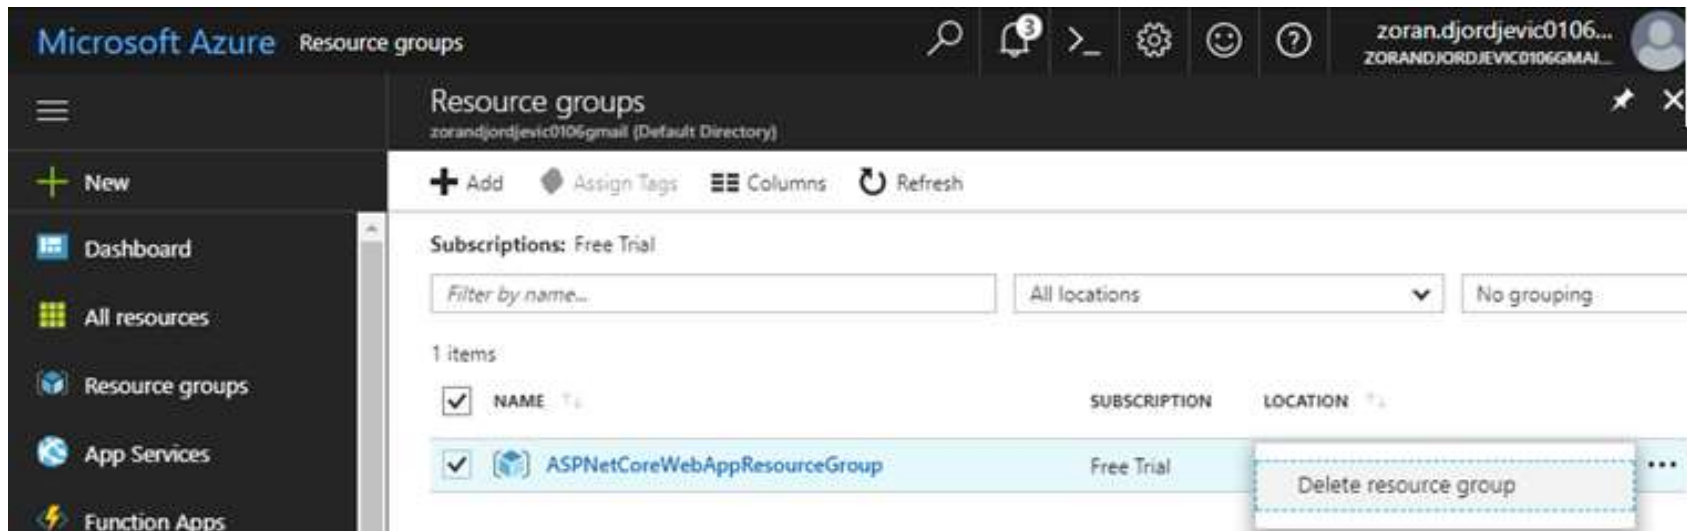 Microsoft Azure Resource groups 3 >_ ? zoran.djordjevic0106...
ZORANDJORDJEVIC0106GMAI...
Resource groups
zorandjordjevic0106gmail (Default Directory)
New
Add Assign Tags Columns Refresh
Dashboard
Subscriptions: Free Trial
Filter by name... All locations No grouping
All resources
1 items
Resource groups
NAME SUBSCRIPTION LOCATION
App Services
ASPNetCoreWebAppResourceGroup Free Trial ...
Delete resource group
Function Apps